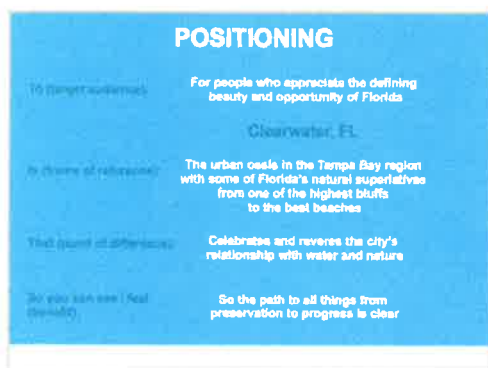 POSITIONING
To (target audience)
For people who appreciate the defining
beauty and opportunity of Florida
Clearwater, FL
Is (frame of reference)
The urban oasis in the Tampa Bay region
with some of Florida's natural superlatives
from one of the highest bluffs
to the best beaches
That (point of difference)
Celebrates and reveres the city's
relationship with water and nature
So you can see / feel
(benefit)
So the path to all things from
preservation to progress is clear